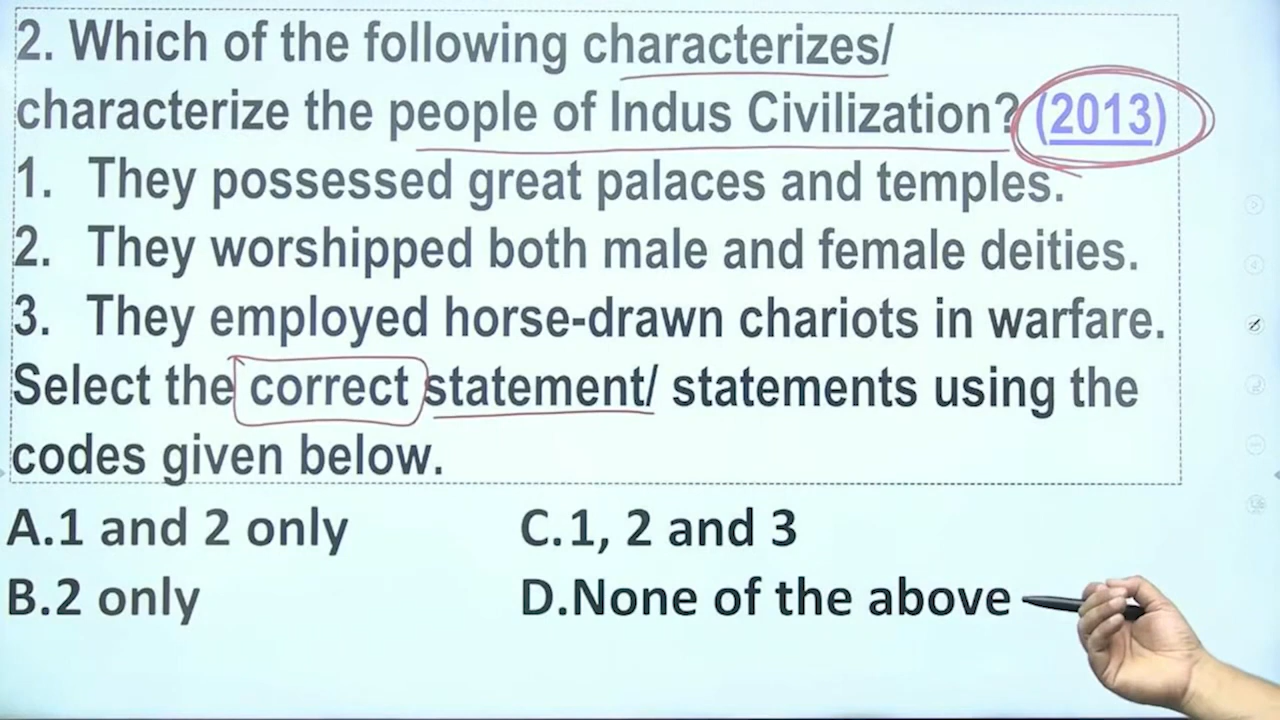 2. Which of the following characterizes/
characterize the people of Indus Civilization? (2013)
1. They possessed great palaces and temples.
2. They worshipped both male and female deities.
3. They employed horse-drawn chariots in warfare.
Select the correct statement/ statements using the
codes given below.
A.1 and 2 only
B.2 only
C.1, 2 and 3
D.None of the above